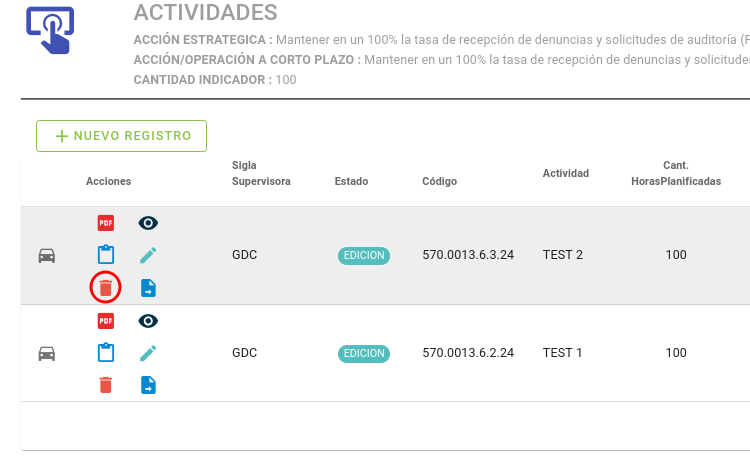 ACTIVIDADES
ACCIÓN ESTRATEGICA : Mantener en un 100% la tasa de recepción de denuncias y solicitudes de auditoría (
ACCIÓN/OPERACIÓN A CORTO PLAZO : Mantener en un 100% la tasa de recepción de denuncias y solicitudes
CANTIDAD INDICADOR : 100
NUEVO REGISTRO
Acciones
Sigla
Supervisora
Estado
Código
Actividad
Cant.
HorasPlanificadas
PDF
GDC
EDICION
570.0013.6.3.24
TEST 2
100
PDF
GDC
EDICION
570.0013.6.2.24
TEST 1
100